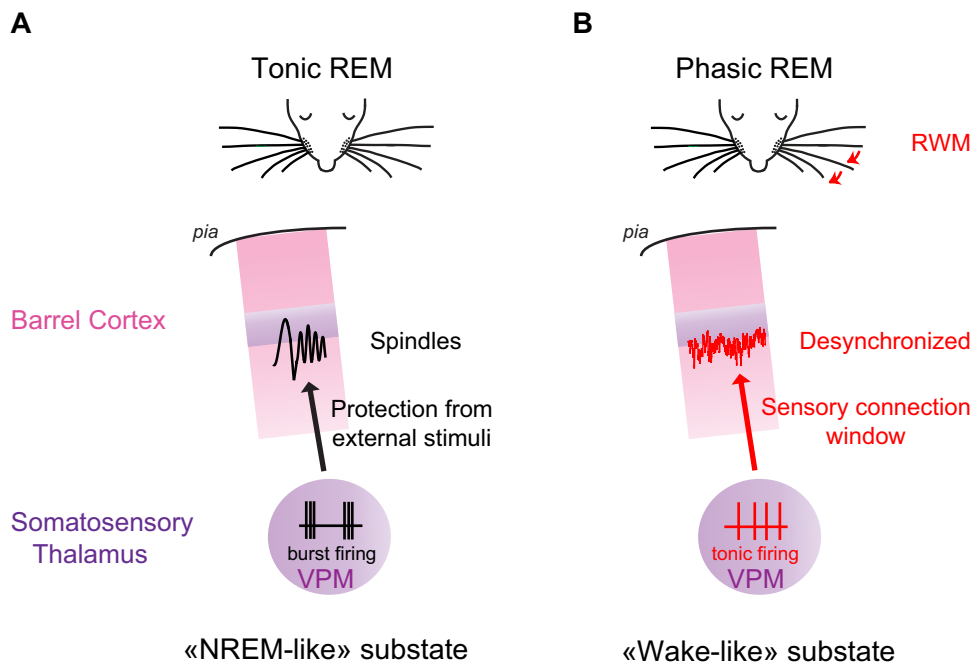 A
Tonic REM
pia
Barrel Cortex
Spindles
Protection from
external stimuli
Somatosensory
Thalamus
burst firing
VPM
«NREM-like» substate
B
Phasic REM
RWM
pia
Desynchronized
Sensory connection
window
tonic firing
VPM
«Wake-like» substate